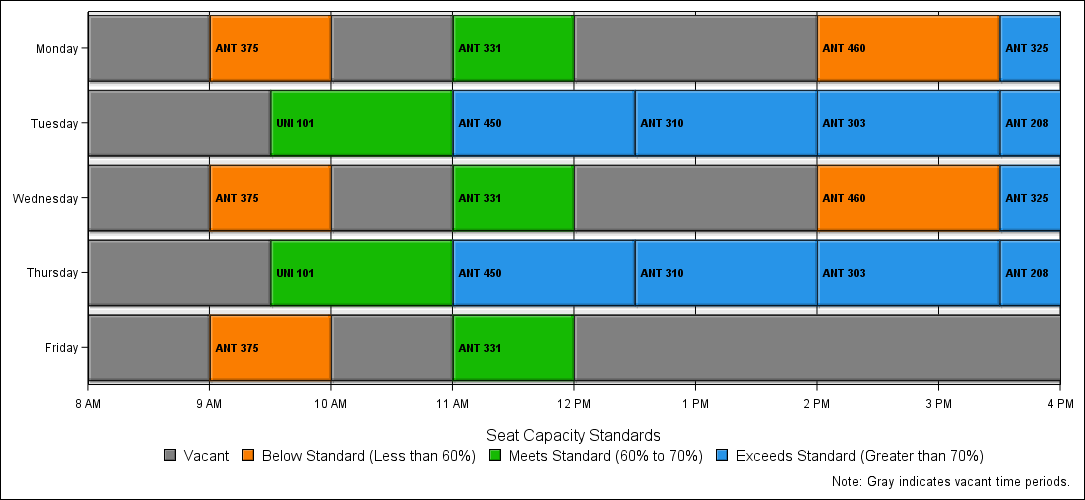 Monday
ANT 375
ANT 331
ANT 460
ANT 325
Tuesday
UNI 101
ANT 450
ANT 310
ANT 303
ANT 208
Wednesday
ANT 375
ANT 331
ANT 460
ANT 325
Thursday
UNI 101
ANT 450
ANT 310
ANT 303
ANT 208
Friday
ANT 375
ANT 331
8 AM
9 AM
10 AM
11 AM
12 PM
1 PM
2 PM
3 PM
4 PM
Seat Capacity Standards
Vacant
Below Standard (Less than 60%)
Meets Standard (60% to 70%)
Exceeds Standard (Greater than 70%)
Note: Gray indicates vacant time periods.